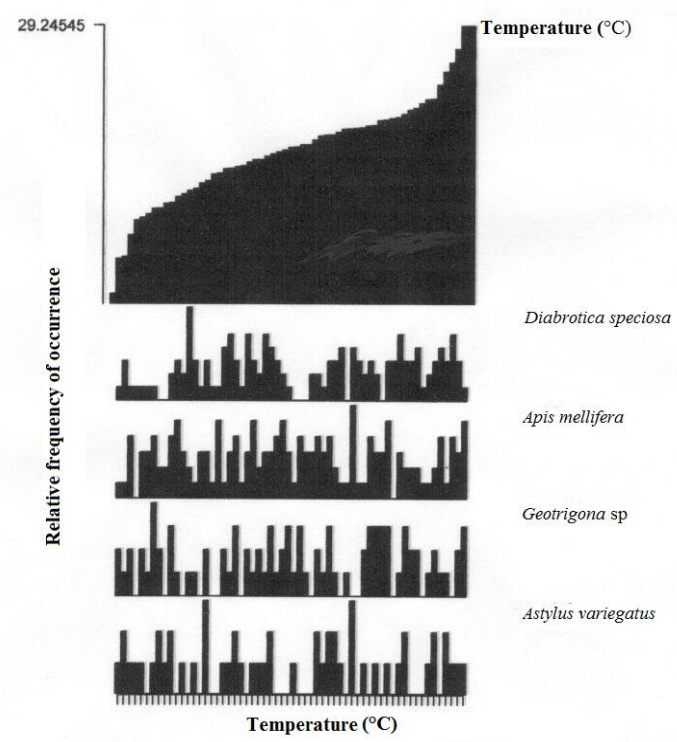 29.24545
Temperature (°C)
Relative frequency of occurrence
Diabrotica speciosa
Apis mellifera
Geotrigona sp
Astylus variegatus
Temperature (°C)